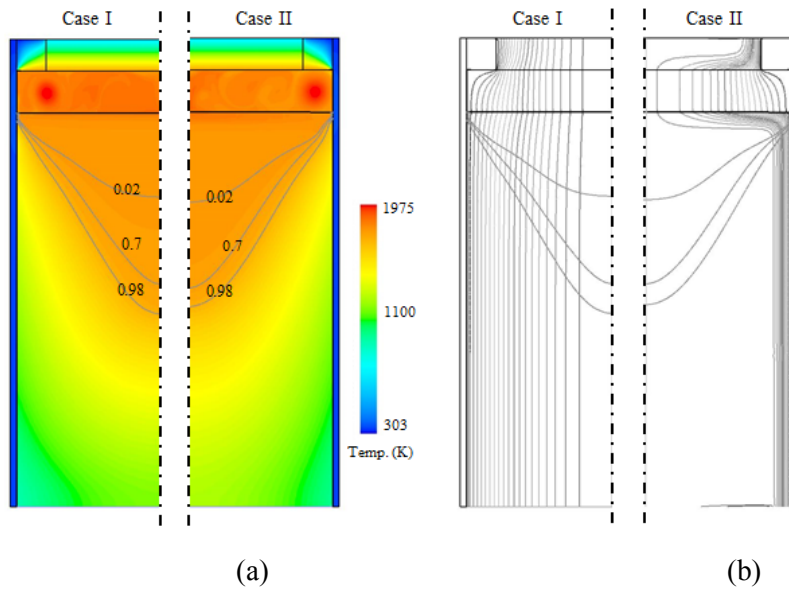 Case I
Case II
Case I
Case II
0.02
0.02
0.7
0.7
0.98
0.98
1975
1100
303
Temp. (K)
(a)
(b)